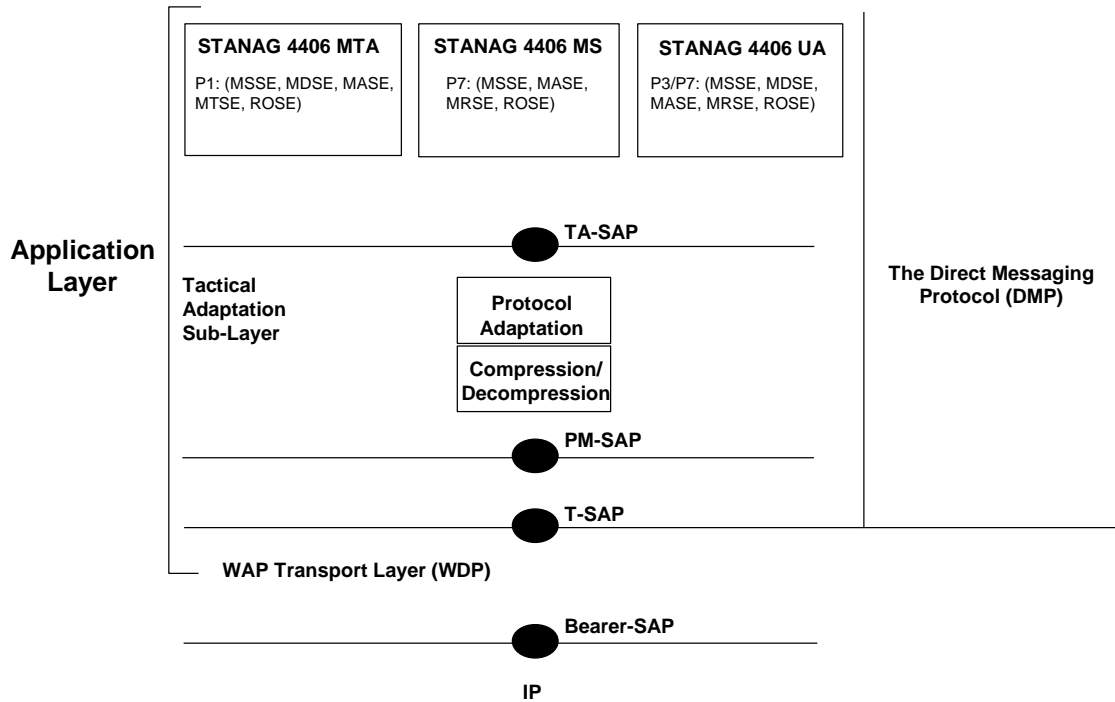 STANAG 4406 MTA
P1: (MSSE, MDSE, MASE,
MTSE, ROSE)
STANAG 4406 MS
P7: (MSSE, MASE,
MRSE, ROSE)
STANAG 4406 UA
P3/P7: (MSSE, MDSE,
MASE, MRSE, ROSE)
Application
Layer
TA-SAP
Tactical
Adaptation
Sub-Layer
Protocol
Adaptation
Compression/
Decompression
The Direct Messaging
Protocol (DMP)
PM-SAP
T-SAP
WAP Transport Layer (WDP)
Bearer-SAP
IP